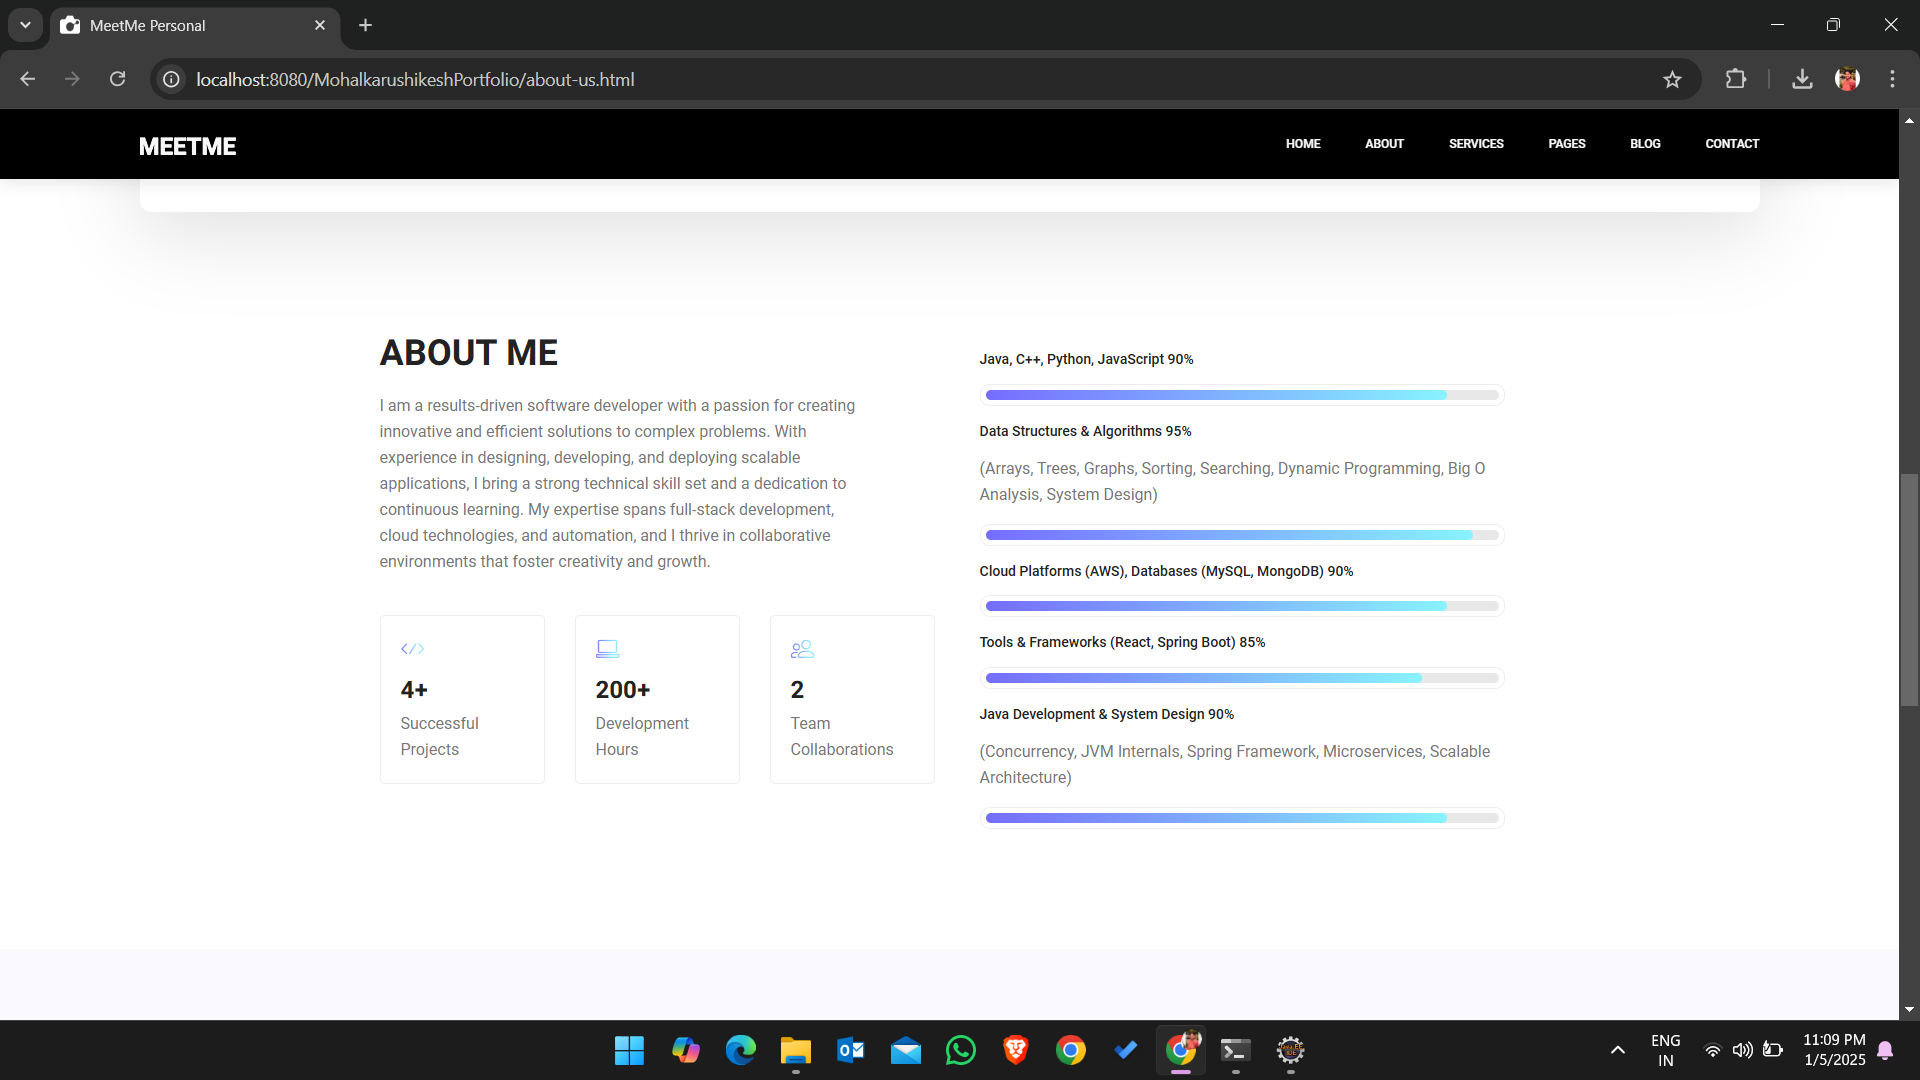 MeetMe Personal
localhost:8080/MohalkarushikeshPortfolio/about-us.html
MEETME
HOME
ABOUT
SERVICES
PAGES
BLOG
CONTACT
ABOUT ME
I am a results-driven software developer with a passion for creating
innovative and efficient solutions to complex problems. With
experience in designing, developing, and deploying scalable
applications, I bring a strong technical skill set and a dedication to
continuous learning. My expertise spans full-stack development,
cloud technologies, and automation, and I thrive in collaborative
environments that foster creativity and growth.
4+
Successful
Projects
200+
Development
Hours
2
Team
Collaborations
Java, C++, Python, JavaScript 90%
Data Structures & Algorithms 95%
(Arrays, Trees, Graphs, Sorting, Searching, Dynamic Programming, Big O
Analysis, System Design)
Cloud Platforms (AWS), Databases (MySQL, MongoDB) 90%
Tools & Frameworks (React, Spring Boot) 85%
Java Development & System Design 90%
(Concurrency, JVM Internals, Spring Framework, Microservices, Scalable
Architecture)
ENG
IN
11:09 PM
1/5/2025